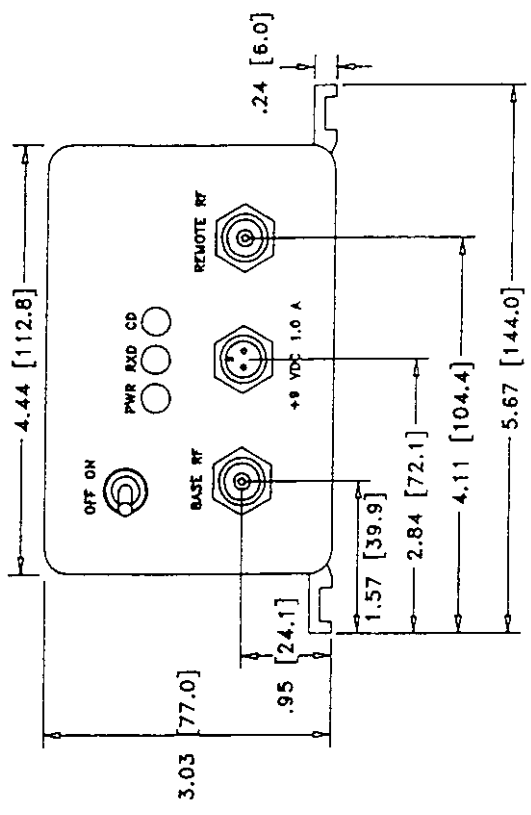 4.44 [112.8]
.24 [6.0]
3.03 [77.0]
.95 [24.1]
OFF ON
PWR RXD CD
BASE RF
REMOTE RF
+9 VDC 1.0 A
1.57 [39.9]
2.84 [72.1]
4.11 [104.4]
5.67 [144.0]